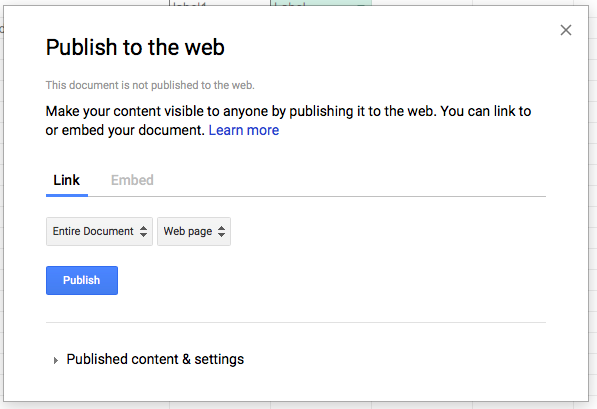 label1 Label
Publish to the web
This document is not published to the web.
Make your content visible to anyone by publishing it to the web. You can link to
or embed your document. Learn more
Link Embed
Entire Document Web page
Publish
Published content & settings